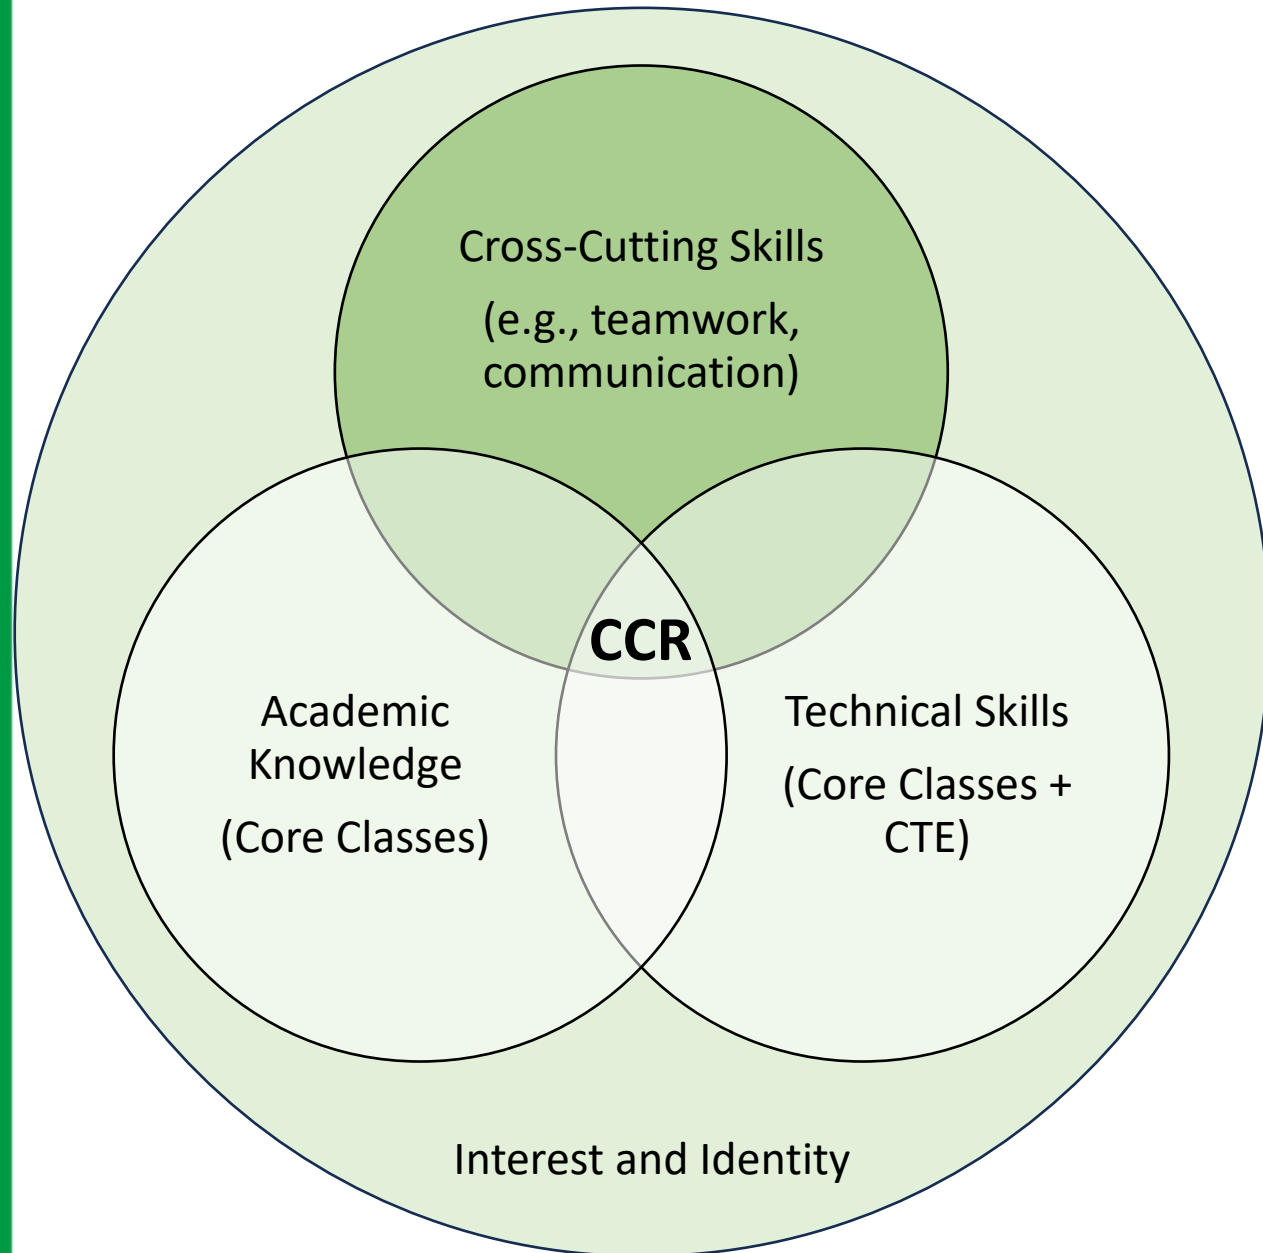 Cross-Cutting Skills
(e.g., teamwork,
communication)
CCR
Academic
Knowledge
(Core Classes)
Technical Skills
(Core Classes +
CTE)
Interest and Identity